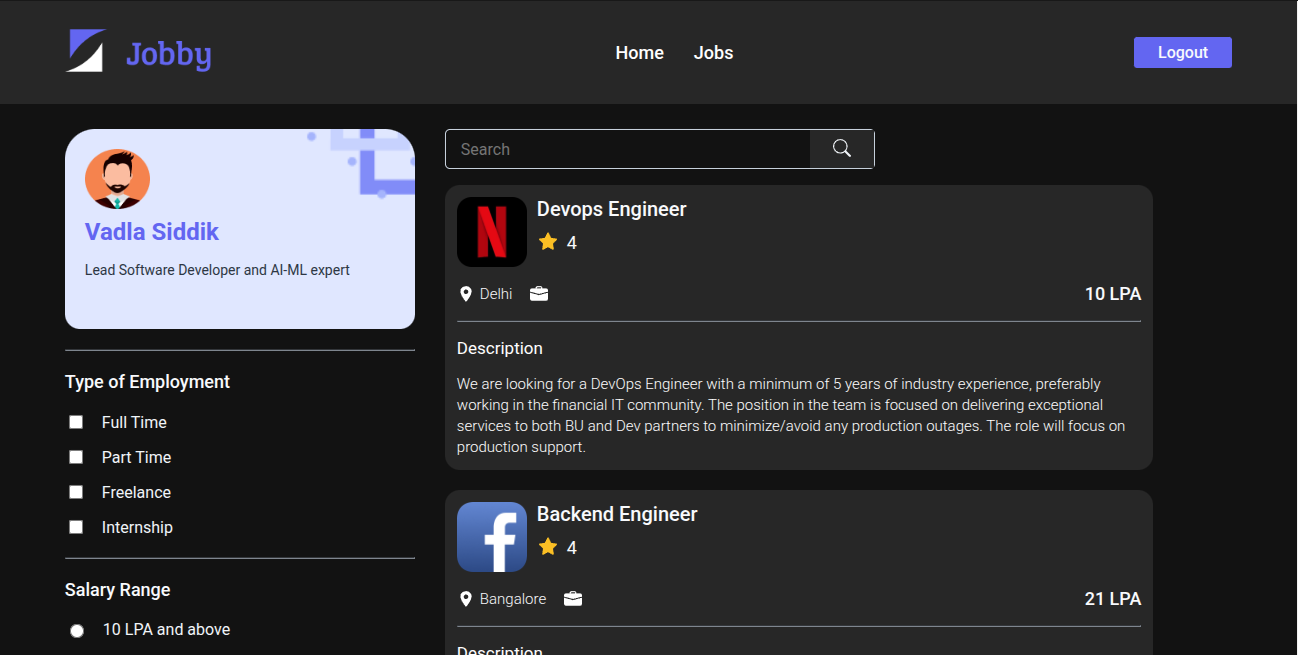 Jobby
Home
Jobs
Logout
Vadla Siddik
Lead Software Developer and AI-ML expert
Type of Employment
Full Time
Part Time
Freelance
Internship
Salary Range
10 LPA and above
Search
N
Devops Engineer
4
Delhi
10 LPA
Description
We are looking for a DevOps Engineer with a minimum of 5 years of industry experience, preferably
working in the financial IT community. The position in the team is focused on delivering exceptional
services to both BU and Dev partners to minimize/avoid any production outages. The role will focus on
production support.
f
Backend Engineer
4
Bangalore
21 LPA
Description